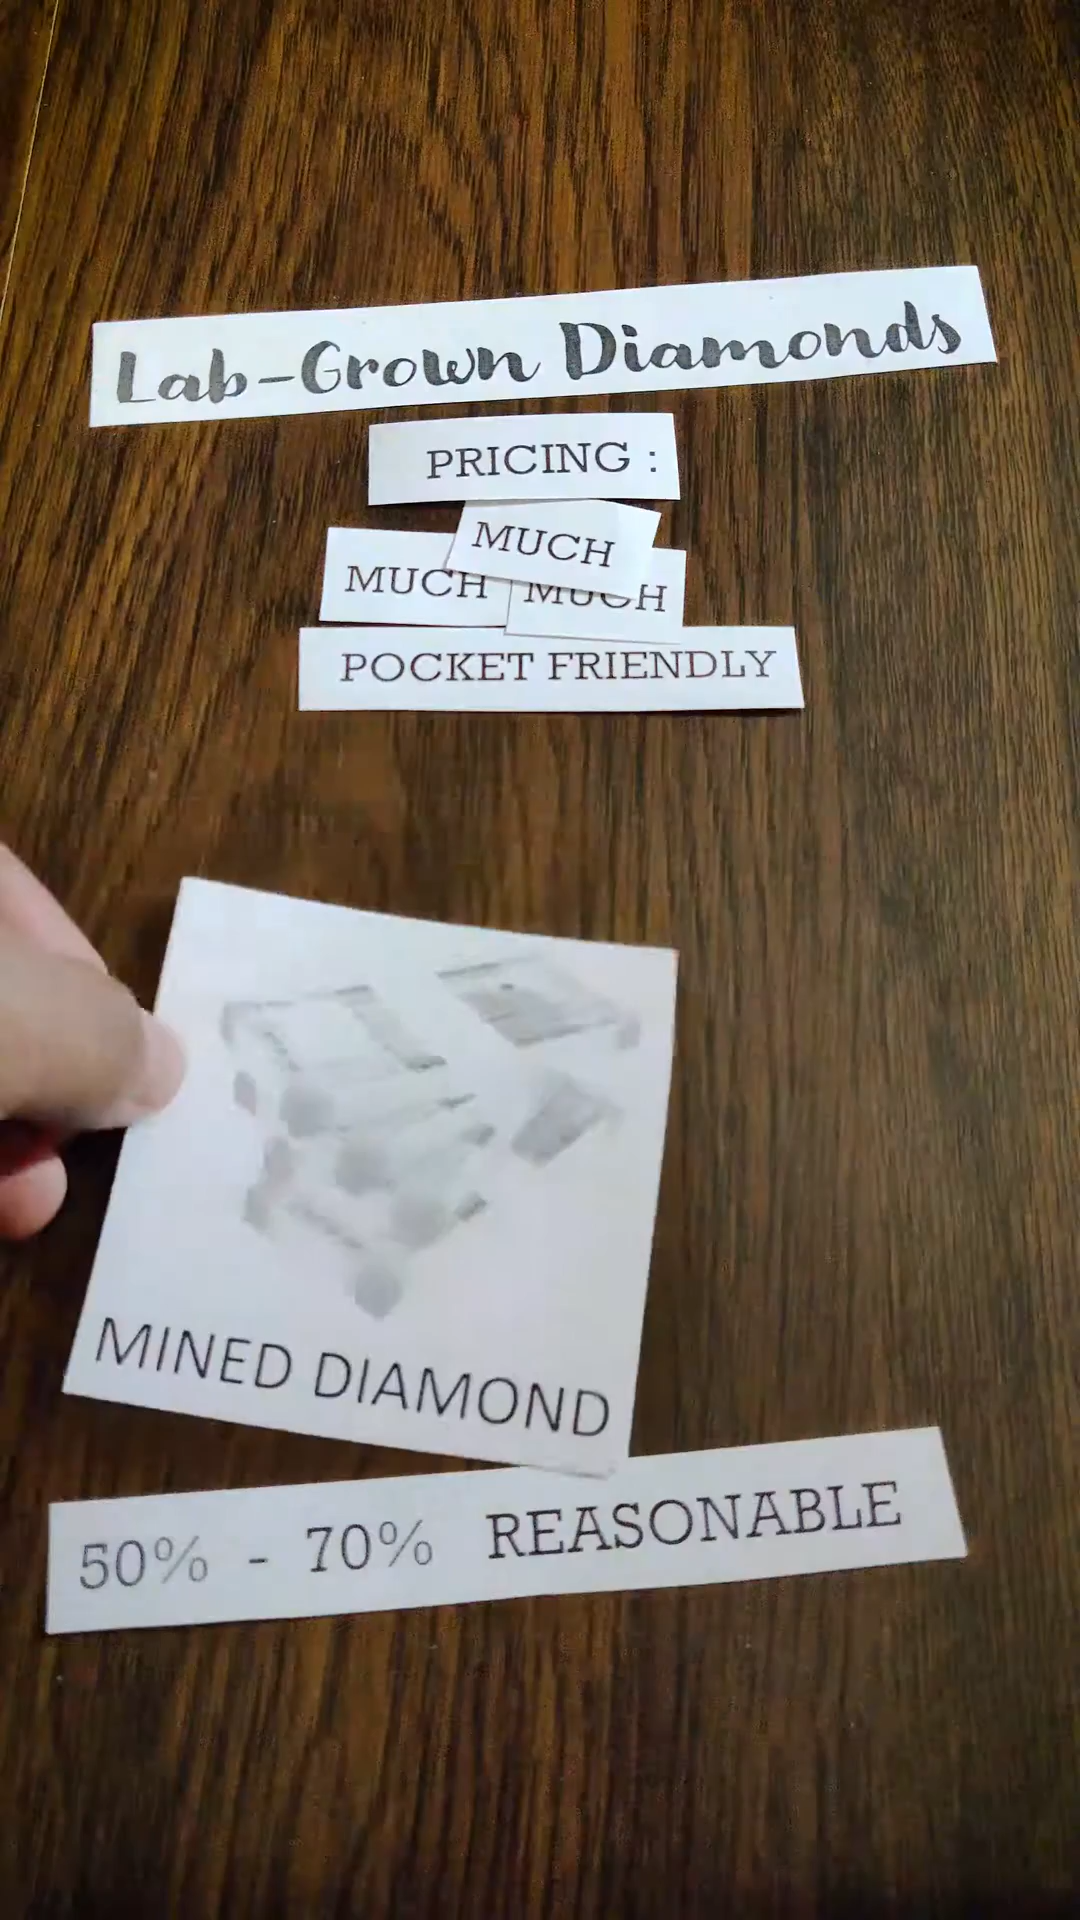 Lab-Grown Diamonds
PRICING :
MUCH
MUCH MUCH
POCKET FRIENDLY
MINED DIAMOND
50% - 70% REASONABLE